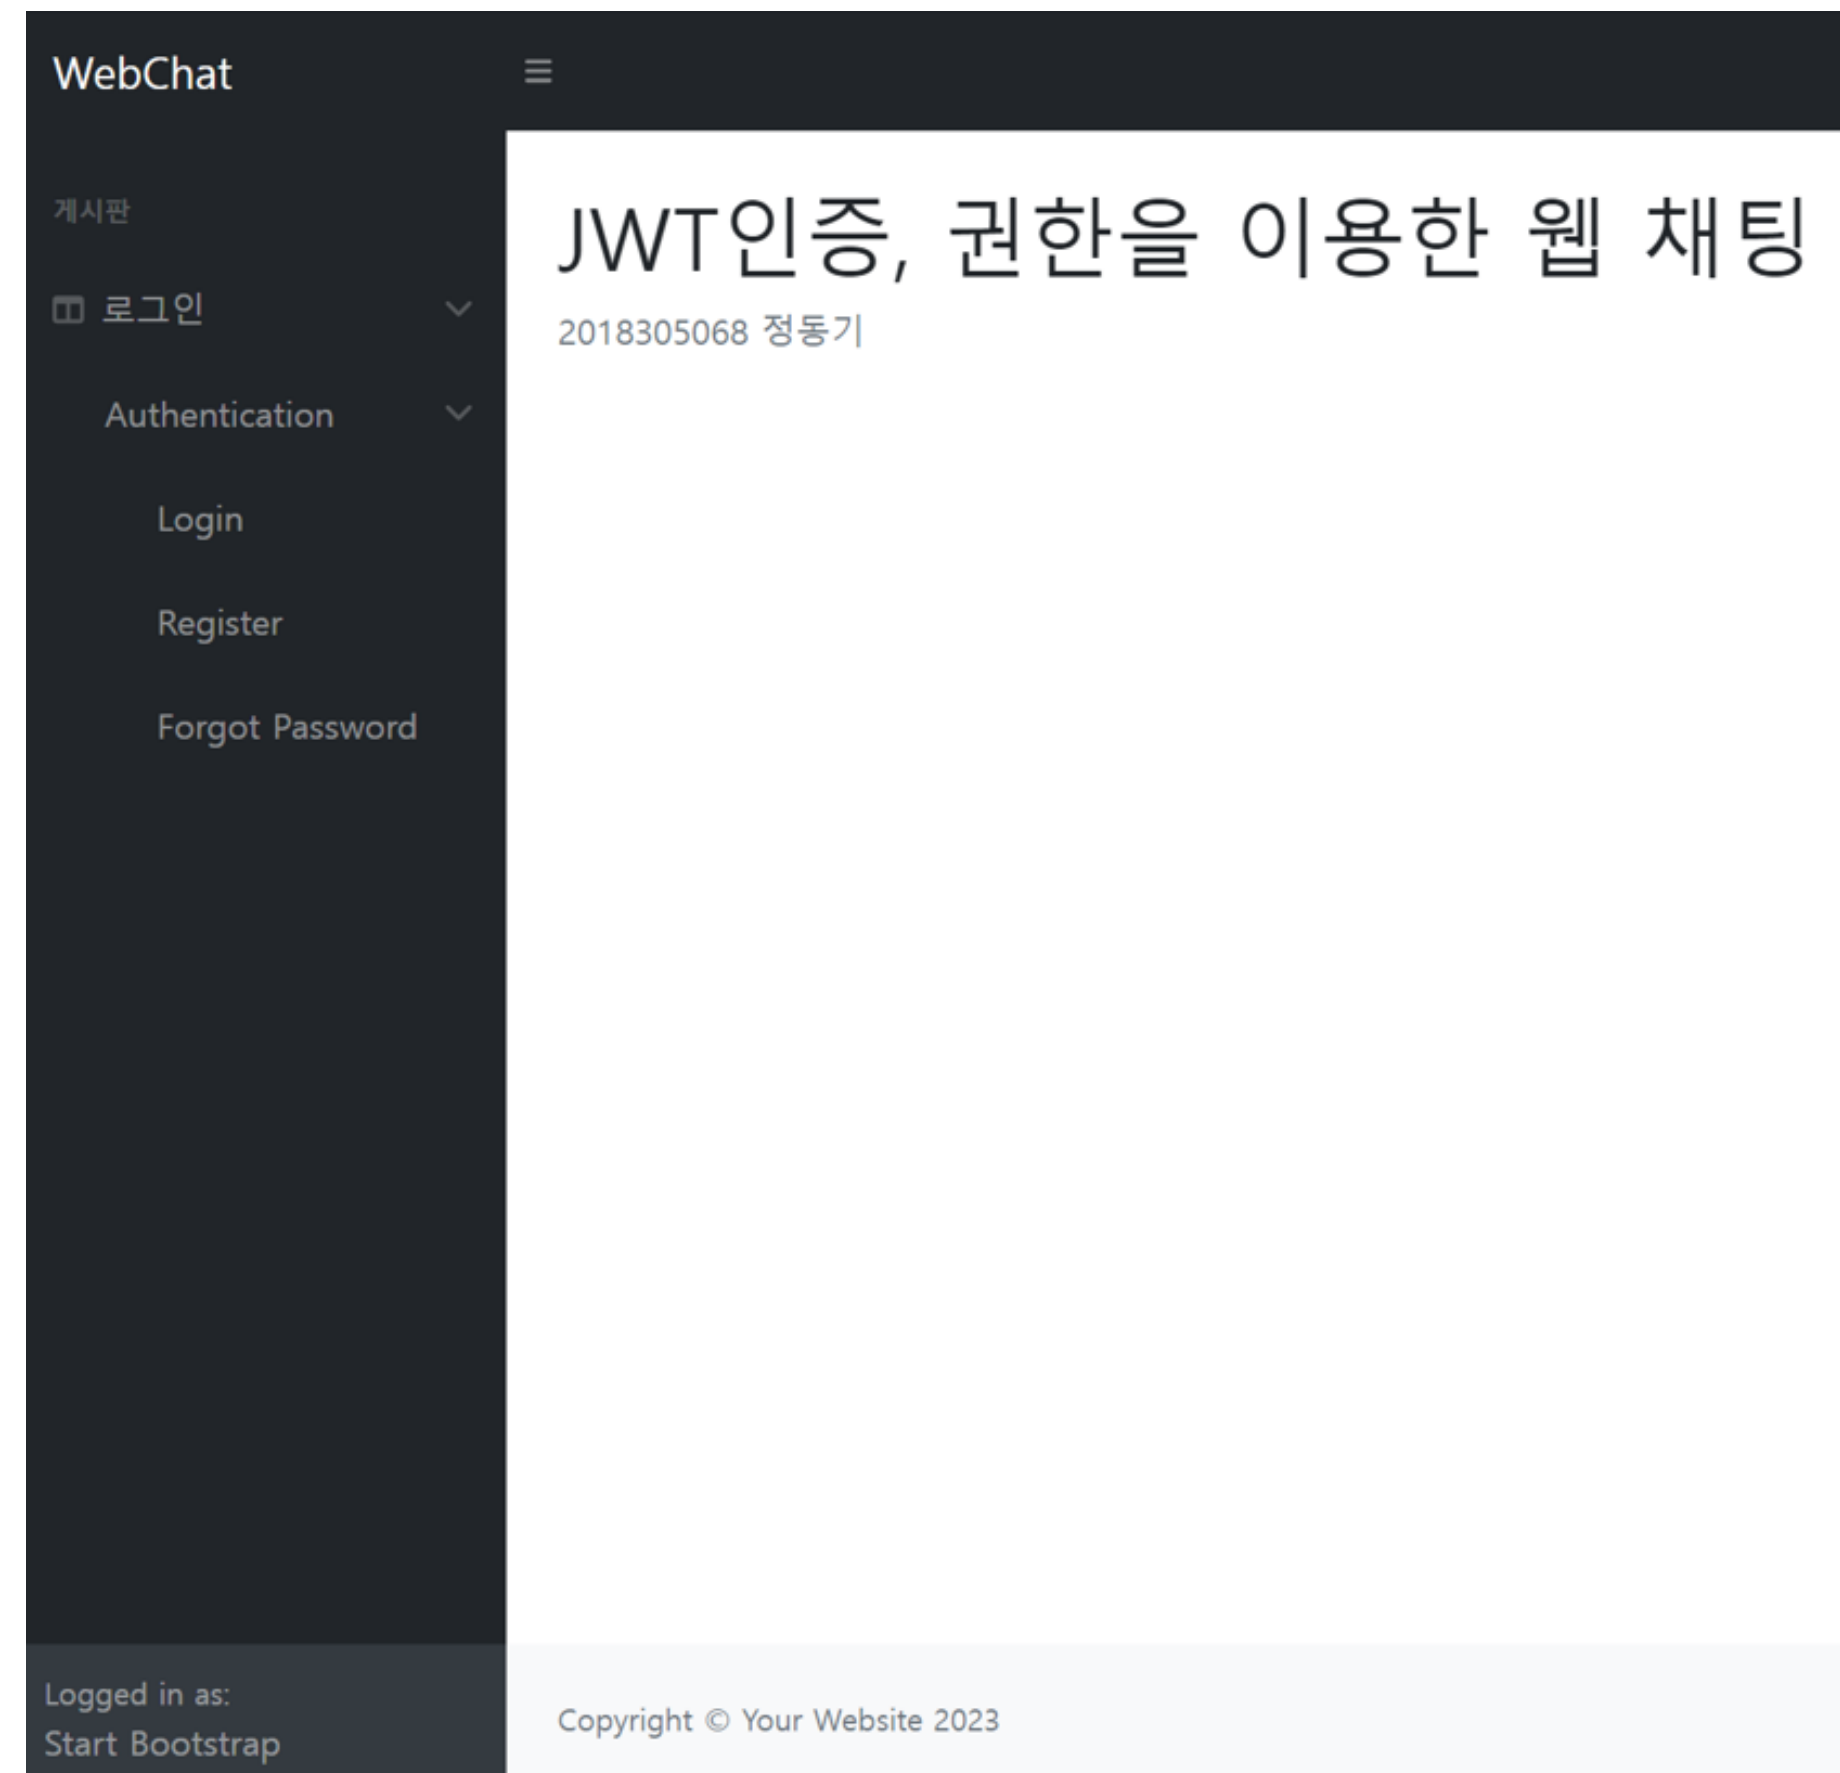 WebChat
게시판
로그인
Authentication
Login
Register
Forgot Password
Logged in as:
Start Bootstrap
JWT인증, 권한을 이용한 웹 채팅
2018305068 정동기
Copyright © Your Website 2023